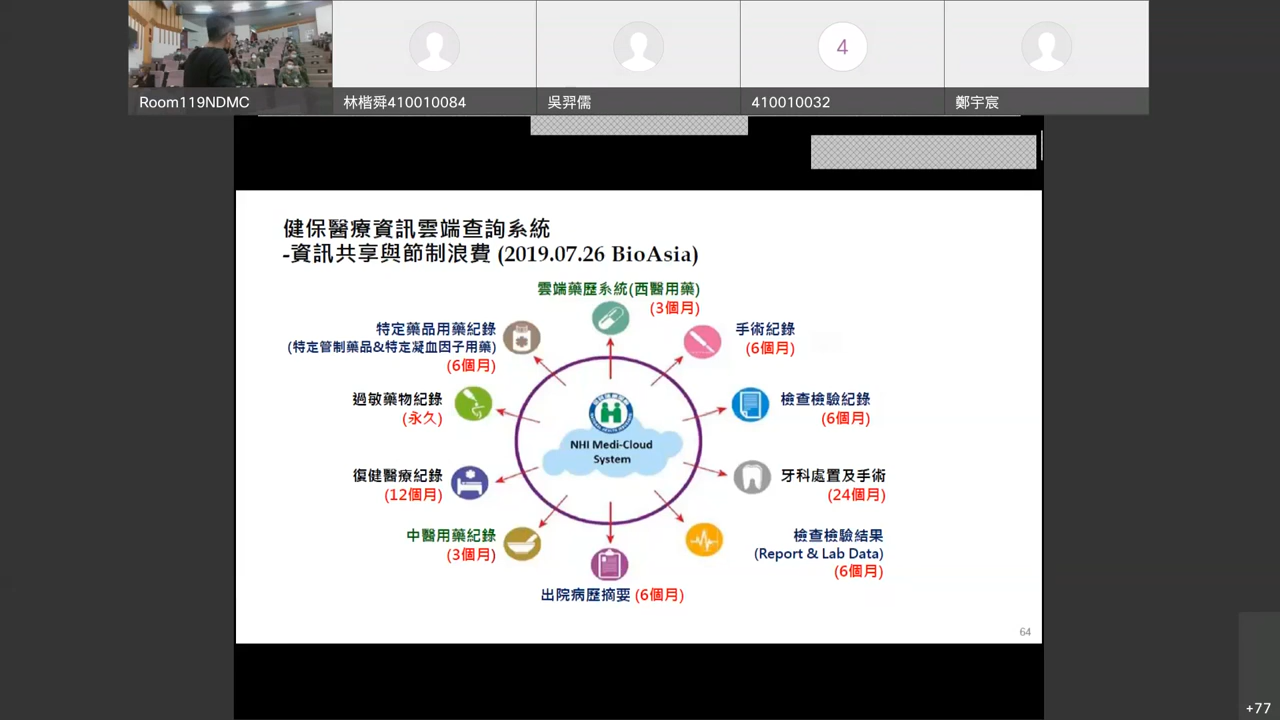 Room119NDMC
林楷舜410010084
吳羿儒
4
410010032
鄭宇宸
健保醫療資訊雲端查詢系統
-資訊共享與節制浪費 (2019.07.26 BioAsia)
雲端藥歷系統(西醫用藥)
(3個月)
特定藥品用藥紀錄
(特定管制藥品&特定凝血因子用藥)
(6個月)
手術紀錄
(6個月)
過敏藥物紀錄
(永久)
檢查檢驗紀錄
(6個月)
NHI Medi-Cloud
System
復健醫療紀錄
(12個月)
牙科處置及手術
(24個月)
中醫用藥紀錄
(3個月)
檢查檢驗結果
(Report & Lab Data)
(6個月)
出院病歷摘要 (6個月)
64
+77